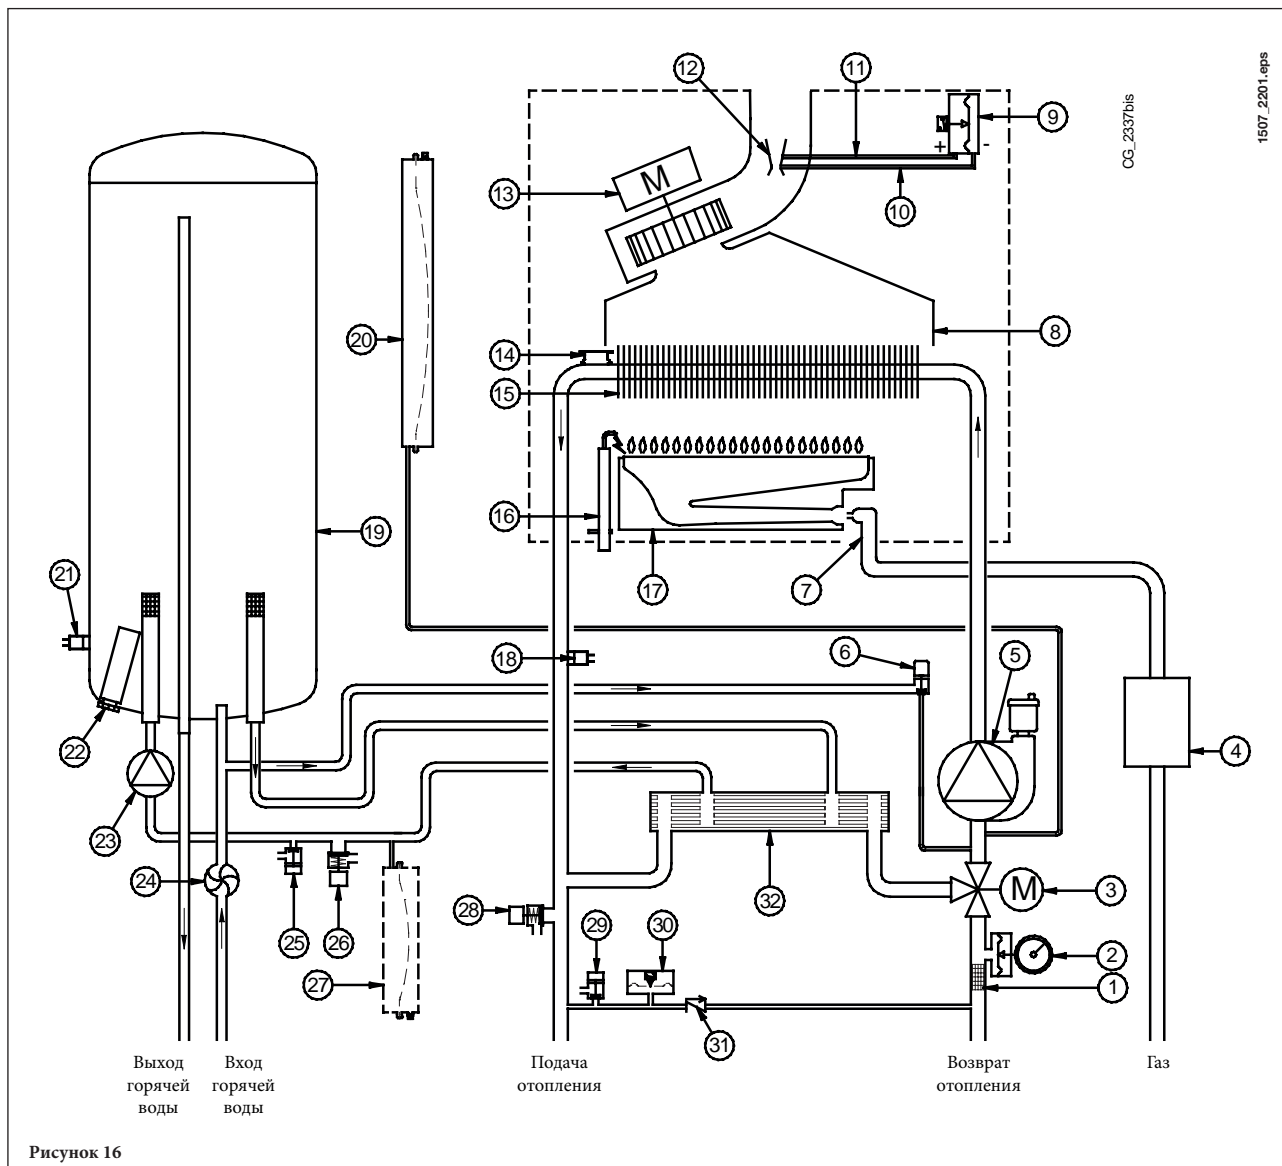 CG_2337bis
1507_2201.eps
12
11
9
+
-
M
13
10
20
8
14
15
16
19
17
7
21
18
6
5
22
4
23
24
3
M
32
28
29
30
2
25
26
27
1
31
Выход
горячей
воды
Вход
горячей
воды
Подача
отопления
Возврат
отопления
Газ
Рисунок 16